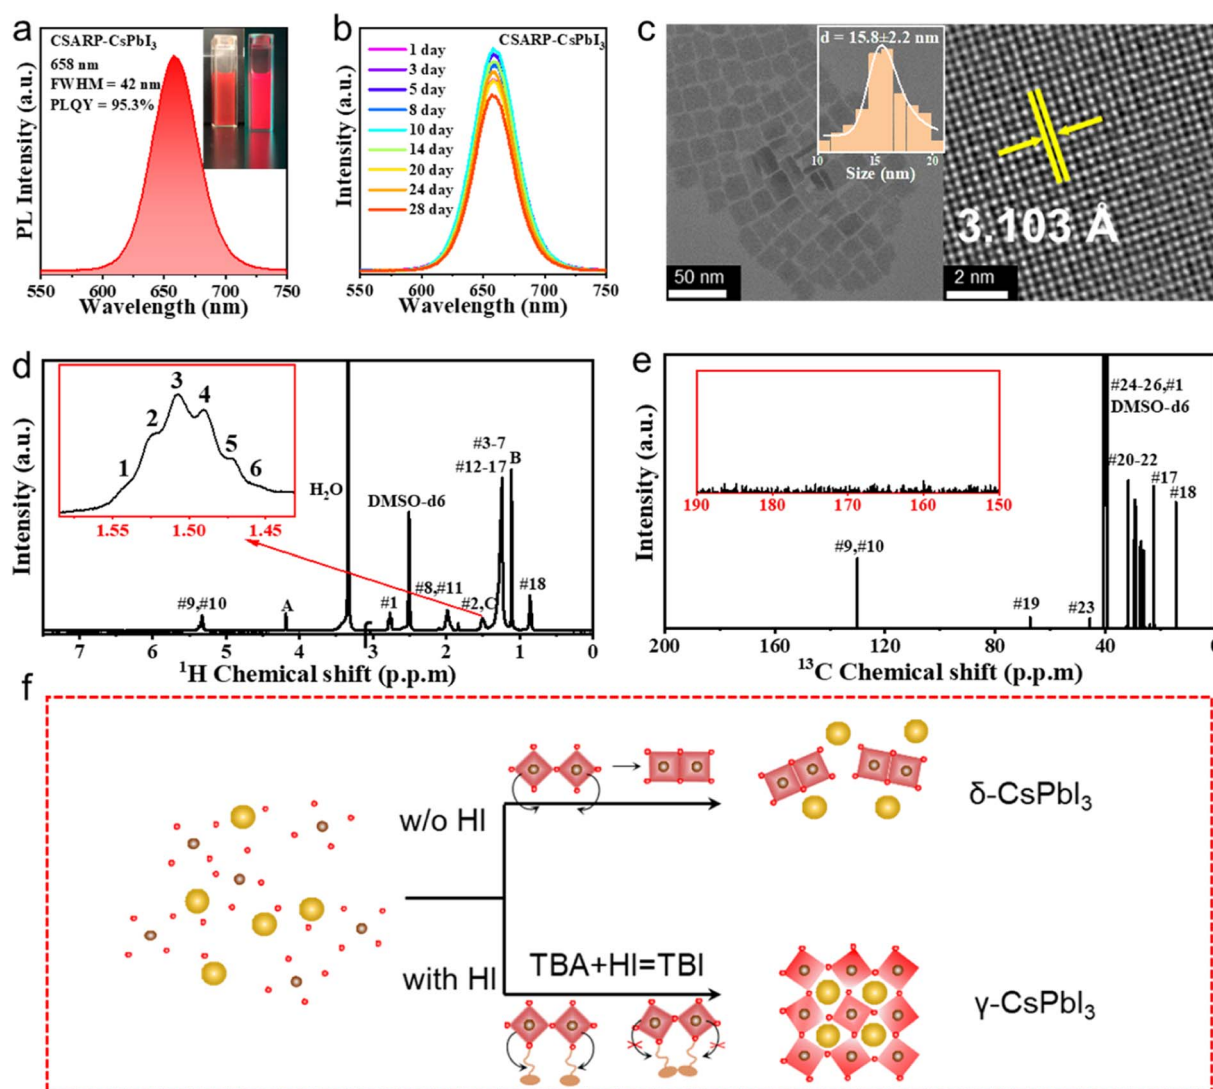 a
CSARP-CsPbI₃
658 nm
FWHM = 42 nm
PLQY = 95.3%
PL Intensity (a.u.)
550 600 650 700 750
Wavelength (nm)
b
CSARP-CsPbI₃
1 day
3 day
5 day
8 day
10 day
14 day
20 day
24 day
28 day
Intensity (a.u.)
550 600 650 700 750
Wavelength (nm)
c
d = 15.8±2.2 nm
10 15 20
Size (nm)
50 nm
3.103 Å
2 nm
d
Intensity (a.u.)
1 2 3 4 5 6
1.55 1.50 1.45
H₂O
DMSO-d6
#3-7
#12-17
B
#9,#10
A
#1
#8,#11
#2,C
#18
7 6 5 4 3 2 1 0
¹H Chemical shift (p.p.m)
e
Intensity (a.u.)
190 180 170 160 150
#24-26,#1
DMSO-d6
#20-22
#17
#18
#9,#10
#19
#23
200 160 120 80 40 0
¹³C Chemical shift (p.p.m)
f
w/o HI
δ-CsPbI₃
with HI
TBA+HI=TBI
γ-CsPbI₃